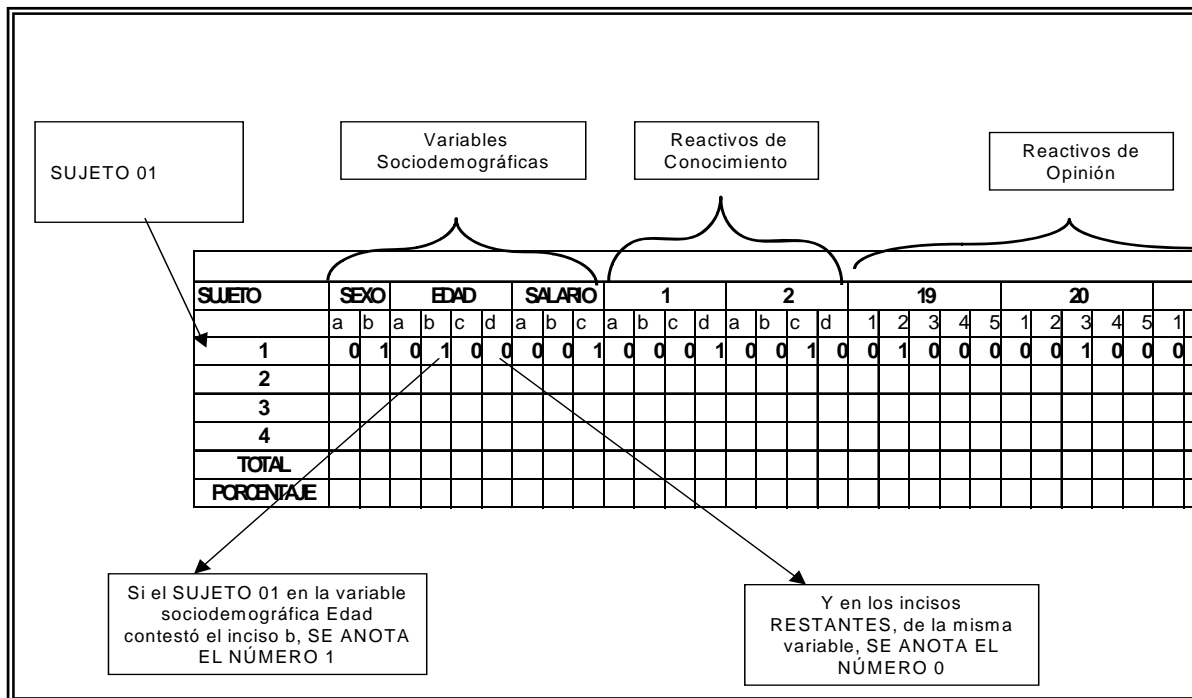 Variables
Sociodemográficas
Reactivos de
Conocimiento
Reactivos de
Opinión
SUJETO 01
SUJETO SEXO EDAD SALARIO 1 2 19 20
a b a b c d a b c a b c d a b c d 1 2 3 4 5 1 2 3 4 5 1
1 0 1 0 1 0 0 0 0 1 0 0 0 1 0 0 1 0 0 1 0 0 0 0 0 1 0 0 0
2
3
4
TOTAL
PORCENTAJE
Si el SUJETO 01 en la variable
sociodemográfica Edad
contestó el inciso b, SE ANOTA
EL NÚMERO 1
Y en los incisos
RESTANTES, de la misma
variable, SE ANOTA EL
NÚMERO 0